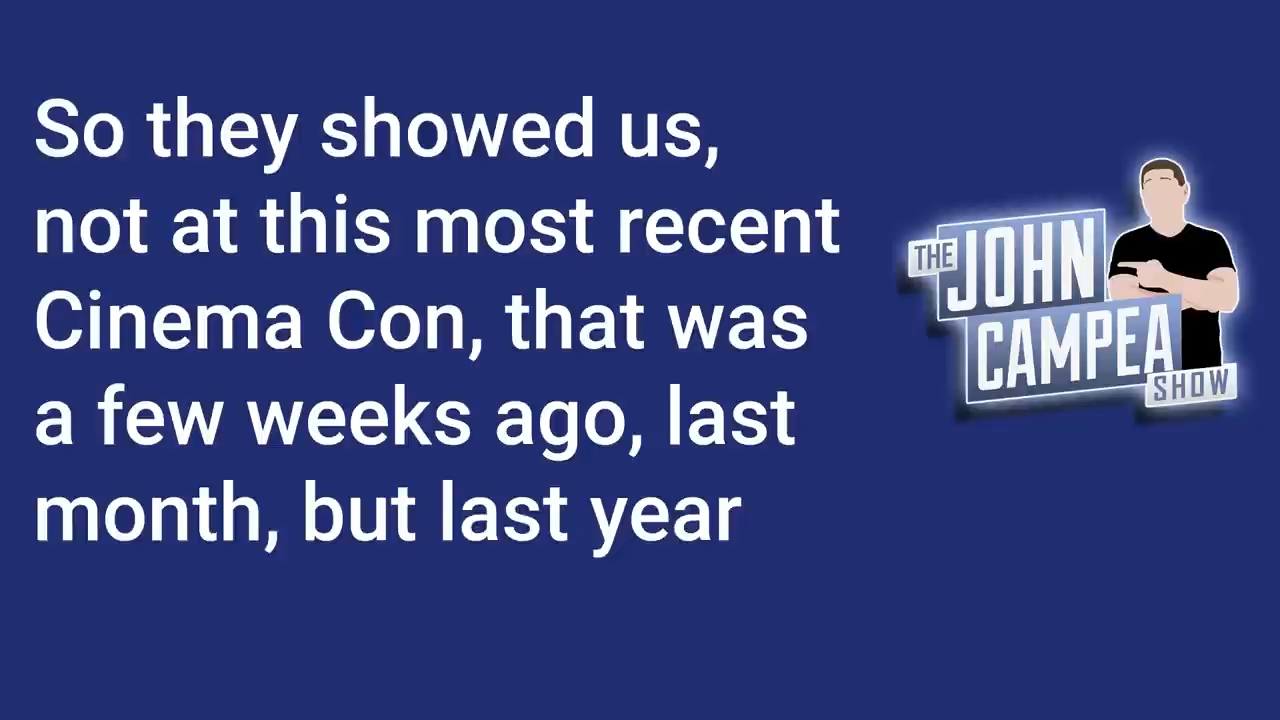 So they showed us,
not at this most recent
Cinema Con, that was
a few weeks ago, last
month, but last year
THE
JOHN
CAMPEA
SHOW